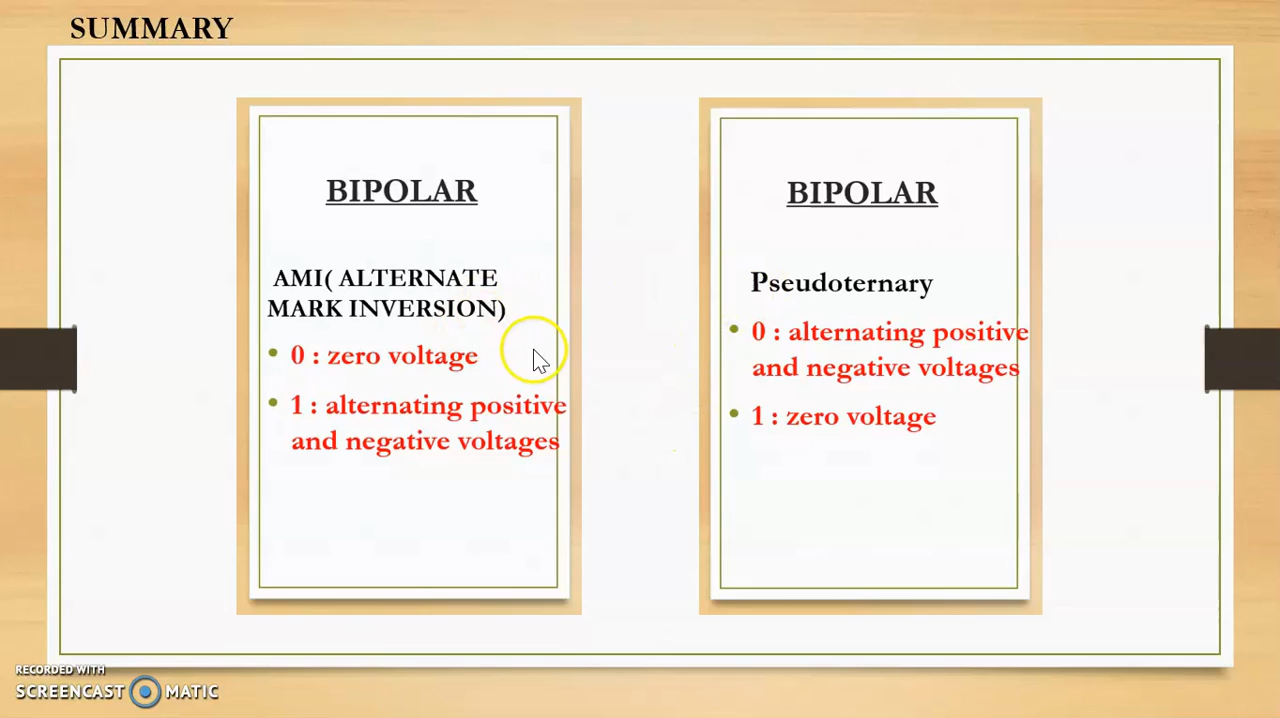 SUMMARY
BIPOLAR
AMI( ALTERNATE
MARK INVERSION)
• 0 : zero voltage
• 1 : alternating positive
and negative voltages
BIPOLAR
Pseudoternary
• 0 : alternating positive
and negative voltages
• 1 : zero voltage
RECORDED WITH
SCREENCAST MATIC